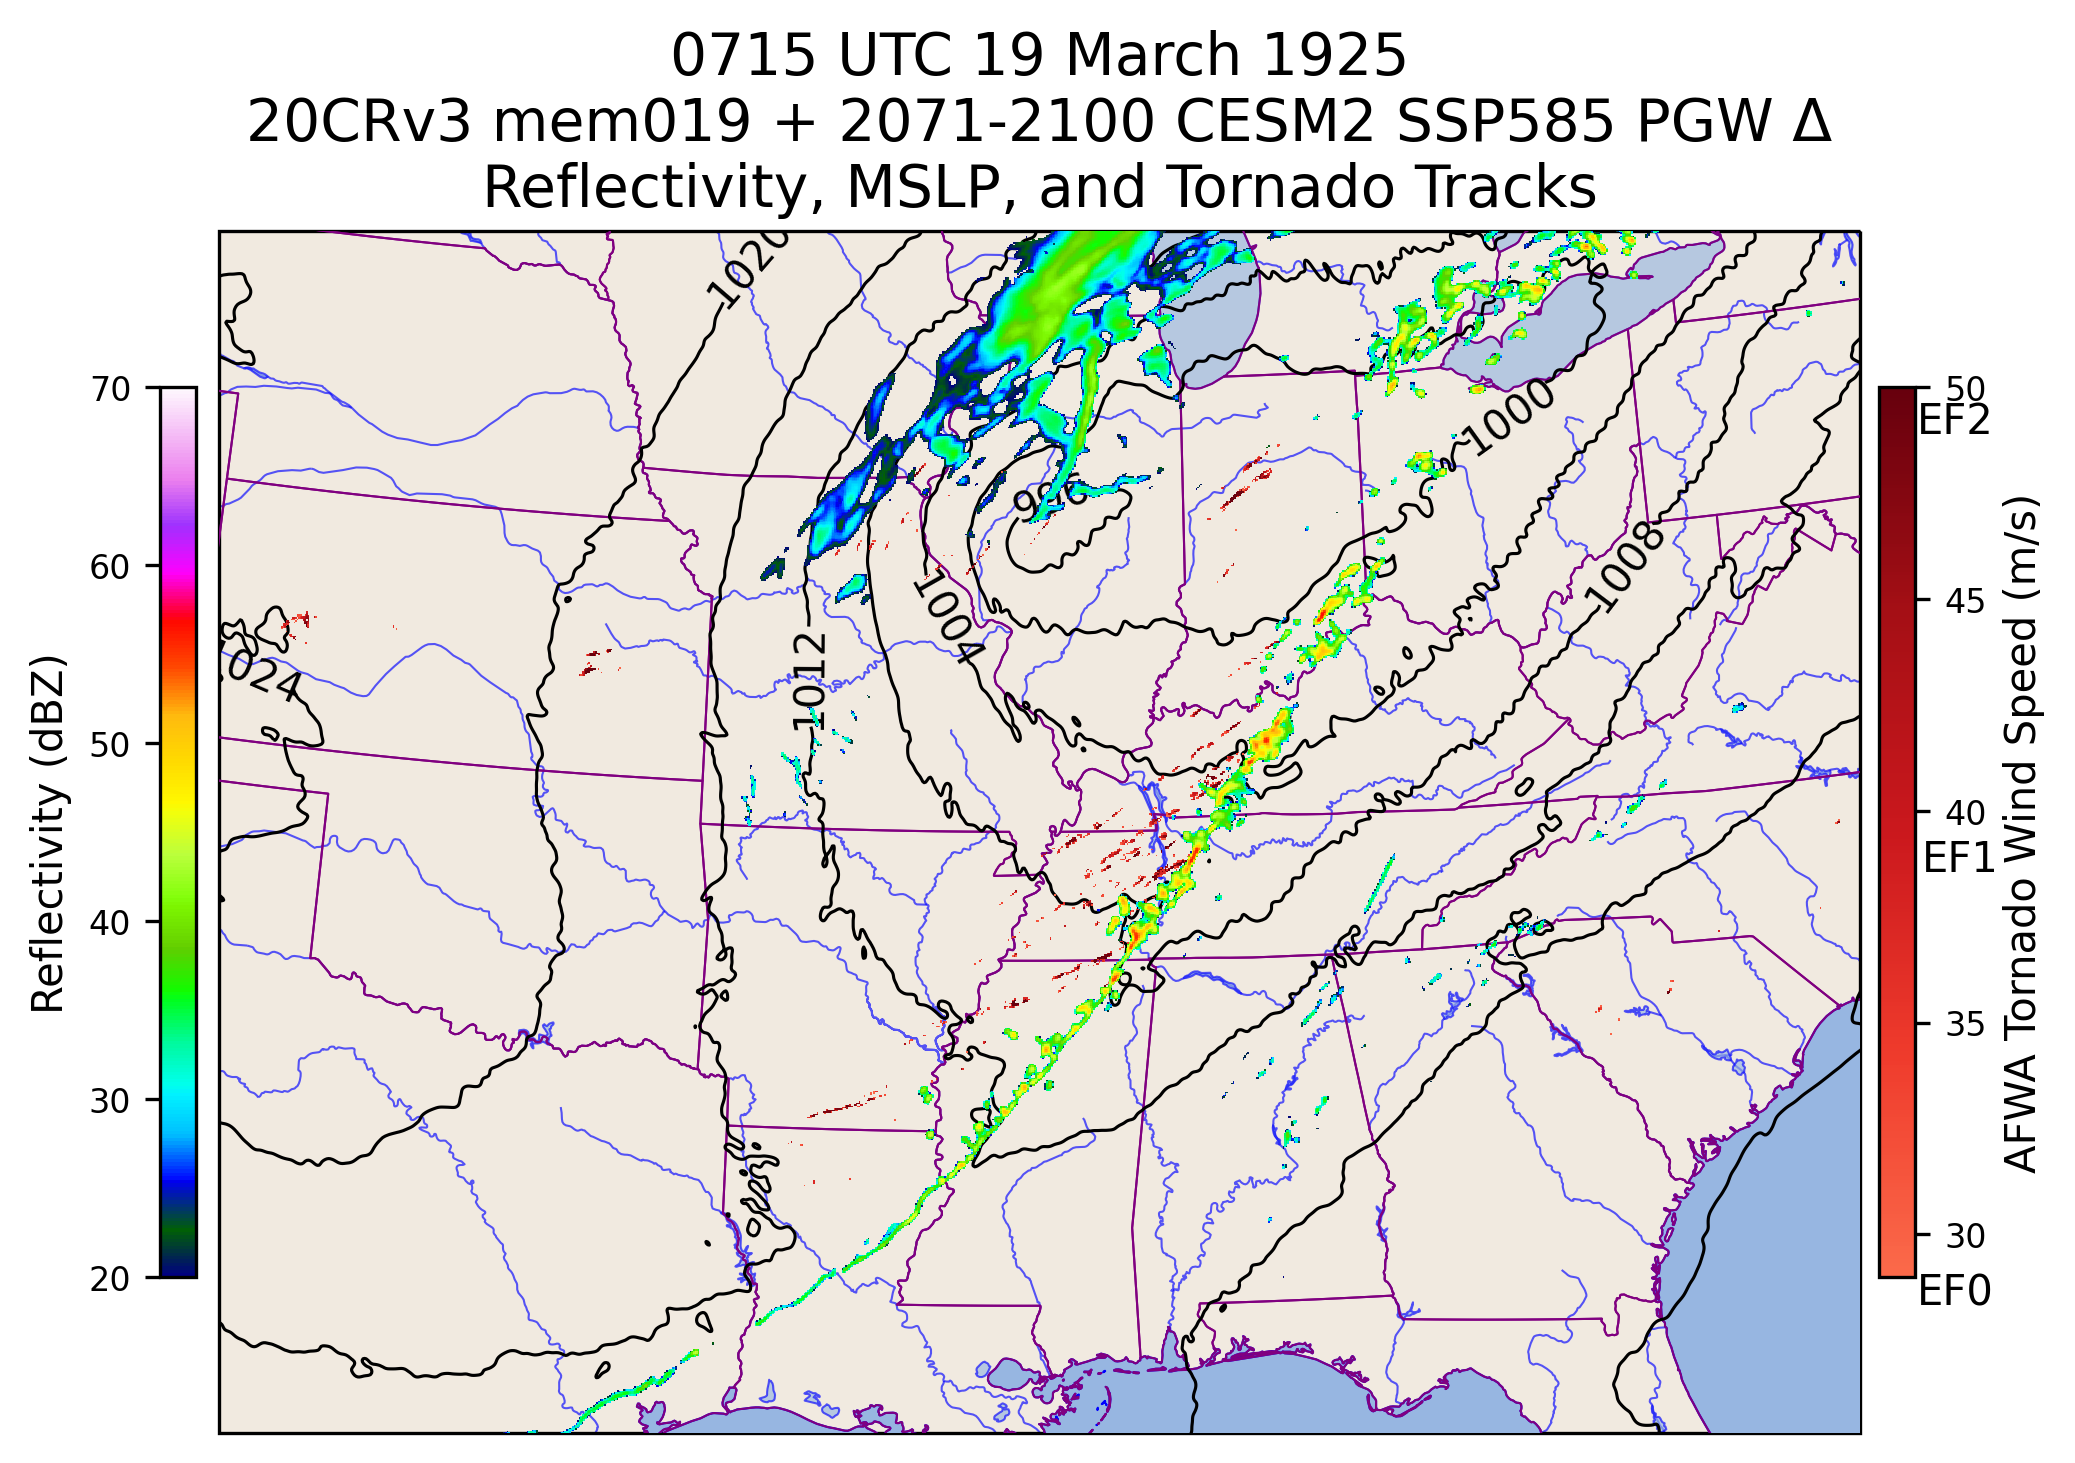 0715 UTC 19 March 1925
20CRv3 mem019 + 2071-2100 CESM2 SSP585 PGW Δ
Reflectivity, MSLP, and Tornado Tracks
1020
1000
996
1008
1004
1012
1024
Reflectivity (dBZ)
70
60
50
40
30
20
50
EF2
45
40
EF1
35
30
EF0
AFWA Tornado Wind Speed (m/s)